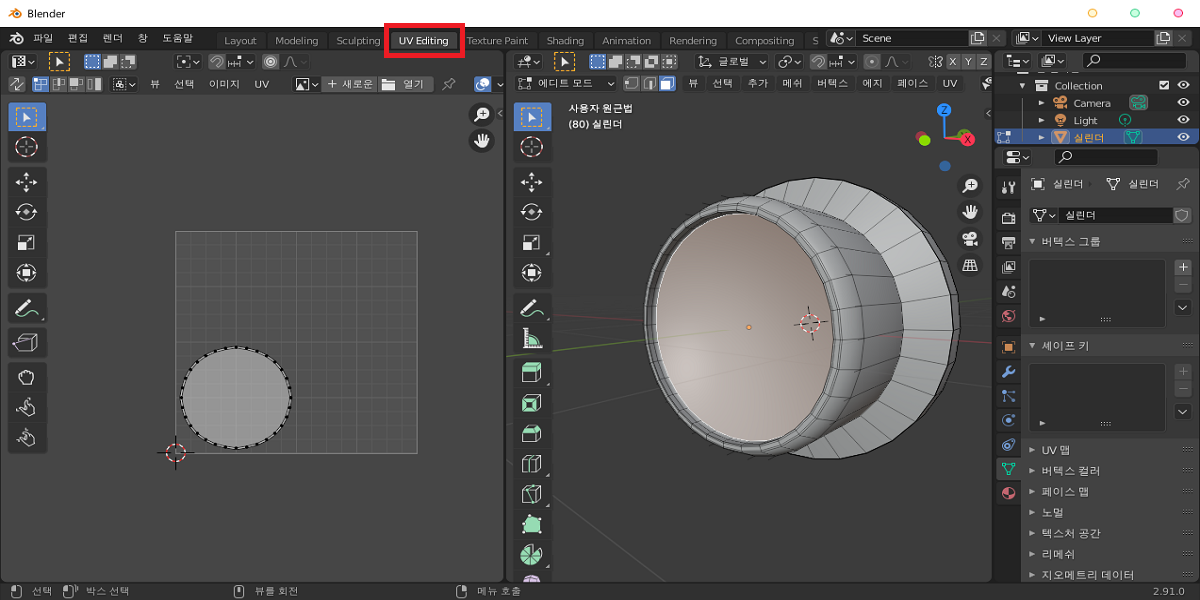 Blender
파일 편집 렌더 창 도움말 Layout Modeling Sculpting UV Editing Texture Paint Shading Animation Rendering Compositing S Scene View Layer
글로벌 X Y Z
뷰 선택 이미지 UV 새로운 열기 에디트 모드 뷰 선택 추가 메쉬 버텍스 에지 페이스 UV
Collection
Camera
Light
실린더
사용자 원근법
(80) 실린더
Z
X
실린더 실린더
실린더
버텍스 그룹
셰이프 키
UV 맵
버텍스 컬러
페이스 맵
노멀
텍스처 공간
리메쉬
지오메트리 데이터
선택 박스 선택 뷰를 회전 메뉴 호출 2.91.0